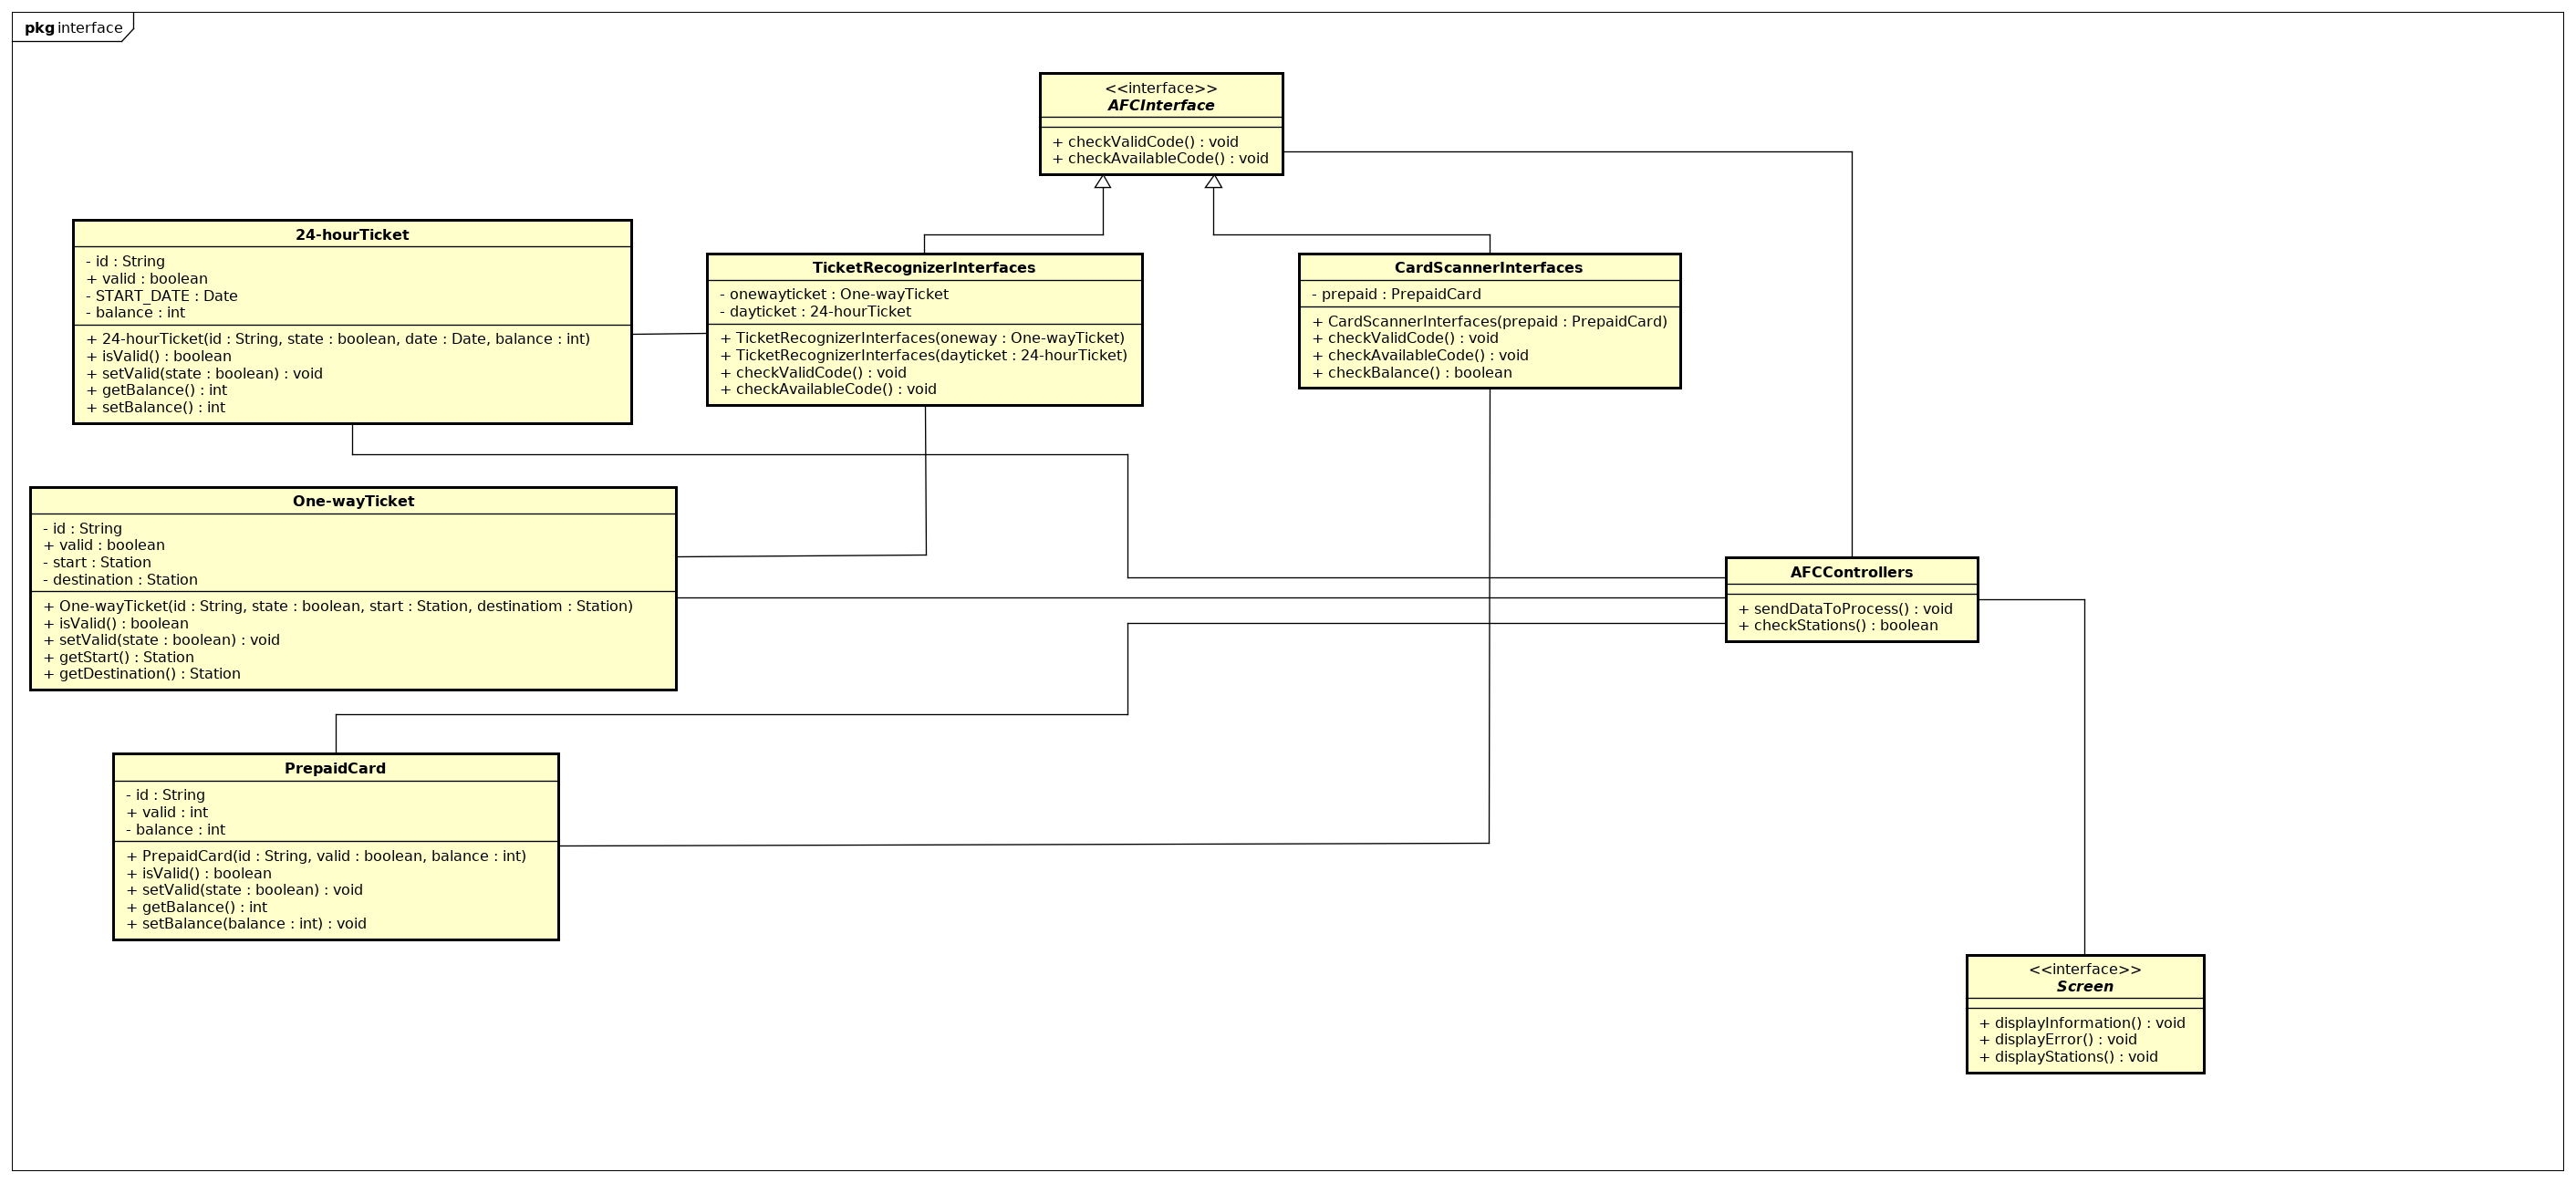 pkg interface
<<interface>>
AFCInterface
+ checkValidCode() : void
+ checkAvailableCode() : void
24-hourTicket
- id : String
+ valid : boolean
- START_DATE : Date
- balance : int
+ 24-hourTicket(id : String, state : boolean, date : Date, balance : int)
+ isValid() : boolean
+ setValid(state : boolean) : void
+ getBalance() : int
+ setBalance() : int
TicketRecognizerInterfaces
- onewayticket : One-wayTicket
- dayticket : 24-hourTicket
+ TicketRecognizerInterfaces(oneway : One-wayTicket)
+ TicketRecognizerInterfaces(dayticket : 24-hourTicket)
+ checkValidCode() : void
+ checkAvailableCode() : void
CardScannerInterfaces
- prepaid : PrepaidCard
+ CardScannerInterfaces(prepaid : PrepaidCard)
+ checkValidCode() : void
+ checkAvailableCode() : void
+ checkBalance() : boolean
One-wayTicket
- id : String
+ valid : boolean
- start : Station
- destination : Station
+ One-wayTicket(id : String, state : boolean, start : Station, destinatiom : Station)
+ isValid() : boolean
+ setValid(state : boolean) : void
+ getStart() : Station
+ getDestination() : Station
AFCControllers
+ sendDataToProcess() : void
+ checkStations() : boolean
PrepaidCard
- id : String
+ valid : int
- balance : int
+ PrepaidCard(id : String, valid : boolean, balance : int)
+ isValid() : boolean
+ setValid(state : boolean) : void
+ getBalance() : int
+ setBalance(balance : int) : void
<<interface>>
Screen
+ displayInformation() : void
+ displayError() : void
+ displayStations() : void